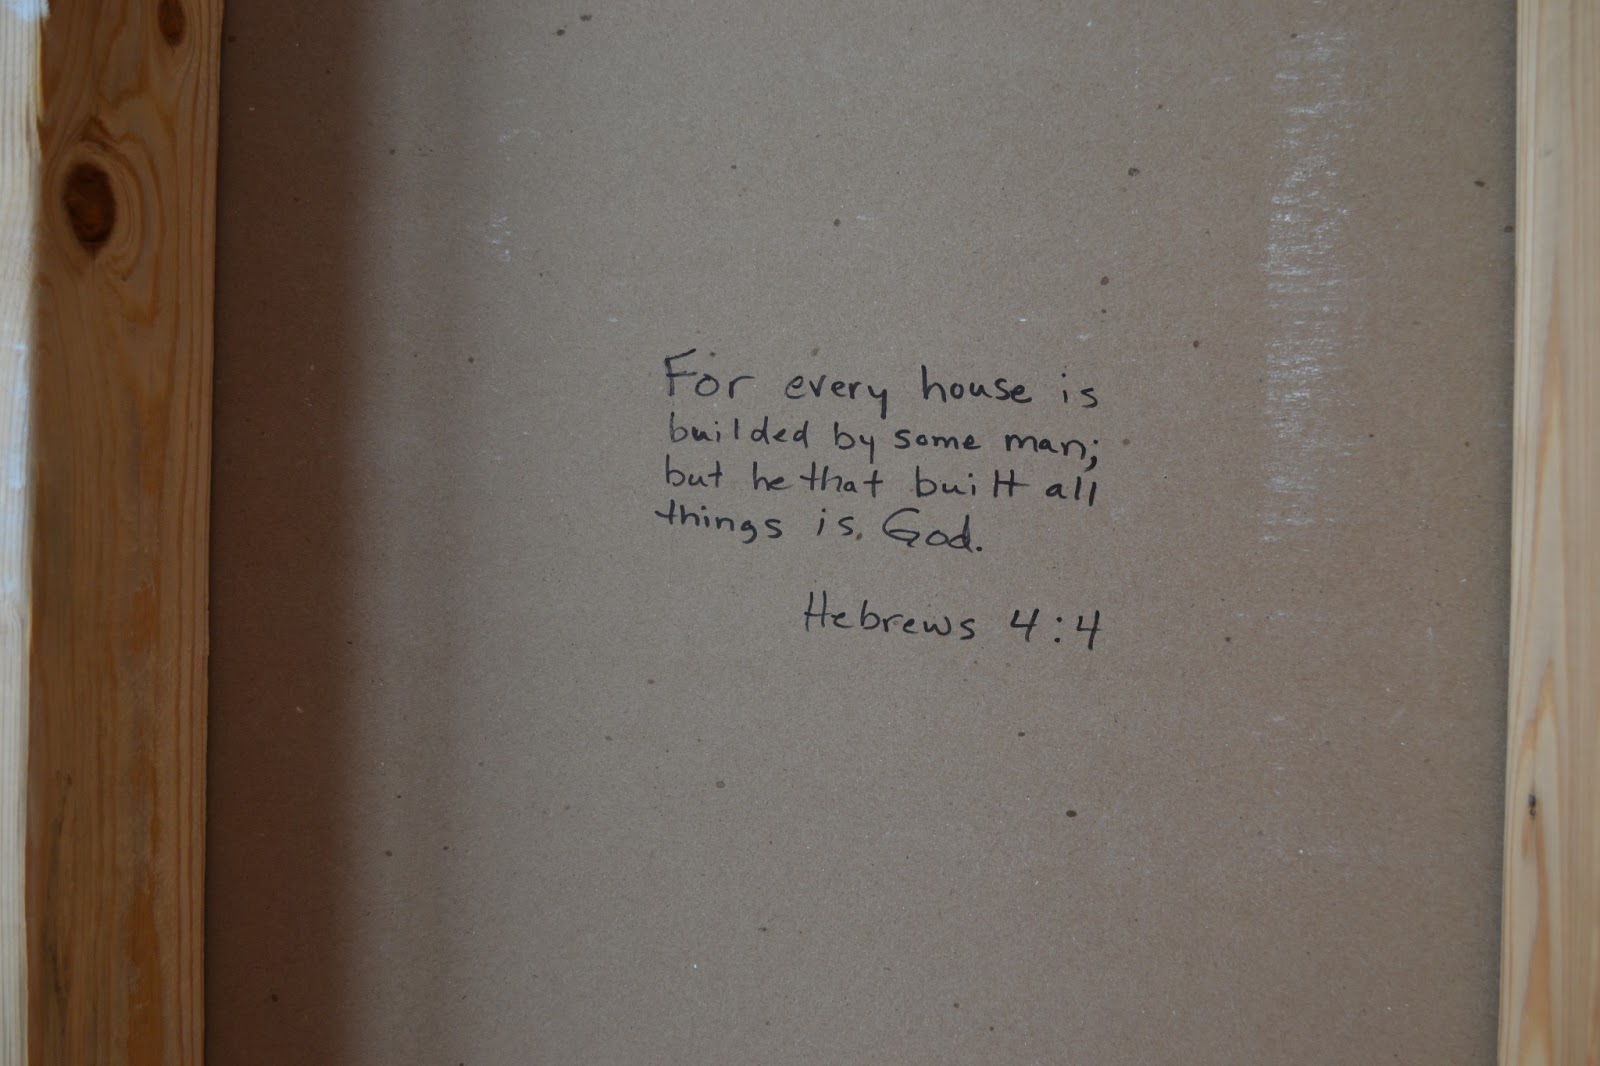 For every house is
builded by some man;
but he that built all
things is. God.
Hebrews 4:4